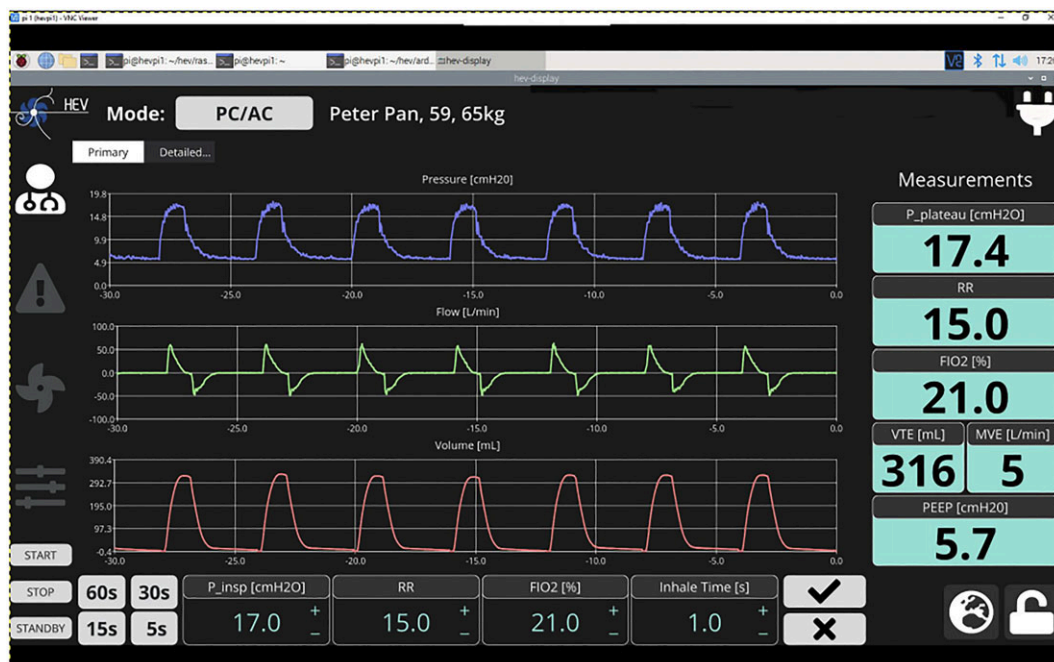 pi 1 (hevpi1) - VNC Viewer
pi@hevpi1: ~/hev/ras... pi@hevpi1: ~ pi@hevpi1: ~/hev/ard... hev-display 17:20
hev-display
HEV Mode: PC/AC Peter Pan, 59, 65kg
Primary Detailed...
Pressure [cmH20]
19.8
14.8
9.9
4.9
0.0
-30.0 -25.0 -20.0 -15.0 -10.0 -5.0 0.0
Flow [L/min]
100.0
50.0
0.0
-50.0
-100.0
-30.0 -25.0 -20.0 -15.0 -10.0 -5.0 0.0
Volume [mL]
390.4
292.7
195.0
97.3
-0.4
-30.0 -25.0 -20.0 -15.0 -10.0 -5.0 0.0
Measurements
P_plateau [cmH2O]
17.4
RR
15.0
FIO2 [%]
21.0
VTE [mL] MVE [L/min]
316 5
PEEP [cmH20]
5.7
START
STOP
STANDBY
60s 30s
15s 5s
P_insp [cmH2O] RR FIO2 [%] Inhale Time [s]
17.0 + − 15.0 + − 21.0 + − 1.0 + −